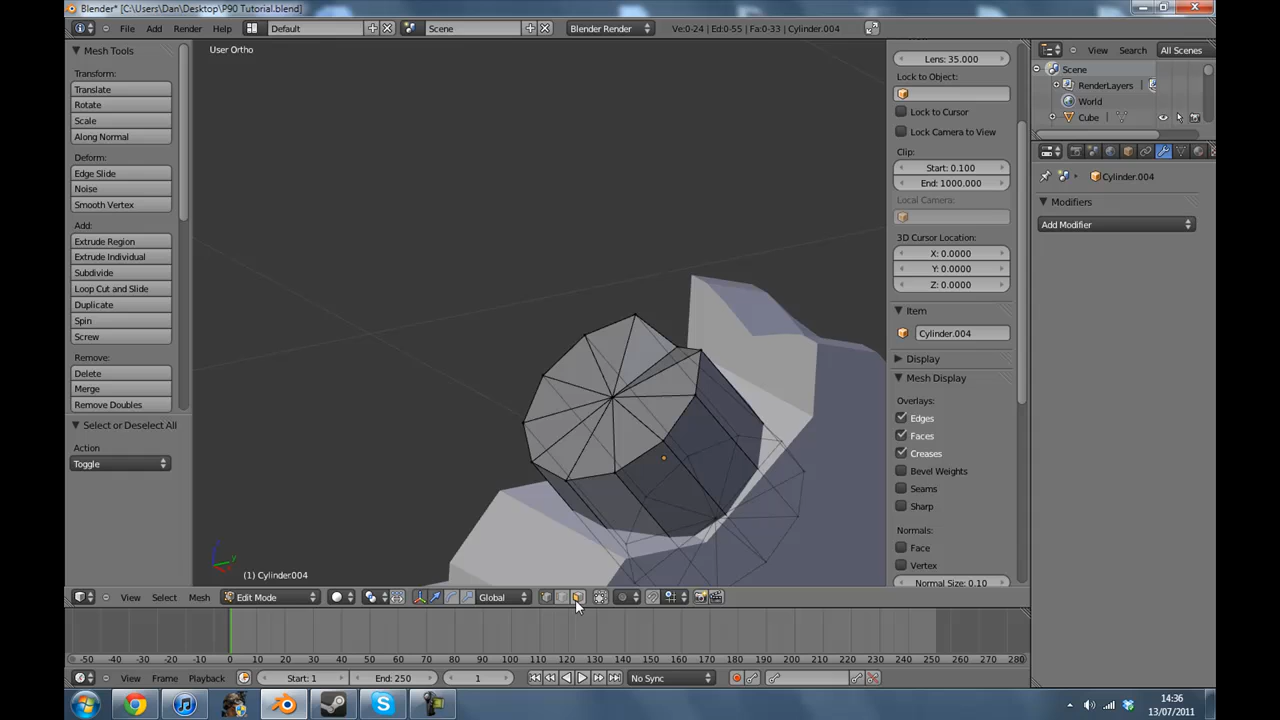 Blender* [C:\Users\Dan\Desktop\P90 Tutorial.blend]
File Add Render Help Default Scene Blender Render Ve:0-24 | Ed:0-55 | Fa:0-33 | Cylinder.004
Mesh Tools
Transform:
Translate
Rotate
Scale
Along Normal
Deform:
Edge Slide
Noise
Smooth Vertex
Add:
Extrude Region
Extrude Individual
Subdivide
Loop Cut and Slide
Duplicate
Spin
Screw
Remove:
Delete
Merge
Remove Doubles
Select or Deselect All
Action
Toggle
User Ortho
(1) Cylinder.004
View Select Mesh Edit Mode Global
Lens: 35.000
Lock to Object:
Lock to Cursor
Lock Camera to View
Clip:
Start: 0.100
End: 1000.000
Local Camera:
3D Cursor Location:
X: 0.0000
Y: 0.0000
Z: 0.0000
Item
Cylinder.004
Display
Mesh Display
Overlays:
Edges
Faces
Creases
Bevel Weights
Seams
Sharp
Normals:
Face
Vertex
Normal Size: 0.10
View Search All Scenes
Scene
RenderLayers
World
Cube
Cylinder.004
Modifiers
Add Modifier
-50 -40 -30 -20 -10 0 10 20 30 40 50 60 70 80 90 100 110 120 130 140 150 160 170 180 190 200 210 220 230 240 250 260 270 280
View Frame Playback Start: 1 End: 250 1 No Sync
14:36
13/07/2011